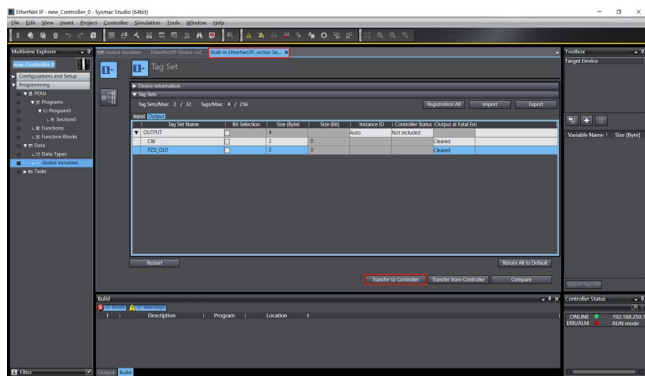 EtherNet IP - new_Controller_0 - Sysmac Studio (64bit)
File Edit View Insert Project Controller Simulation Tools Window Help
Multiview Explorer
new_Controller_0
Configurations and Setup
Programming
POUs
Programs
Program0
Section0
Functions
Function Blocks
Data
Data Types
Global Variables
Tasks
Filter
Global Variables EtherNet/IP Device List Built-in EtherNet/IP...ection Se... X
Tag Set
Device Information
Tag Sets
Tag Sets/Max: 2 / 32 Tags/Max: 4 / 256
Registration All Import Export
Input Output
Tag Set Name Bit Selection Size (Byte) Size (Bit) Instance ID Controller Status Output at Fatal Err
OUTPUT 4 Auto Not included
CW 2 0 Cleared
PZD_OUT 2 0 Cleared
Restart Return All to Default
Transfer to Controller Transfer from Controller Compare
Build
0 Errors 0 Warnings
Description Program Location
Output Build
Toolbox
Target Device
Variable Name Size [Byte]
Controller Status
ONLINE 192.168.250.1
ERR/ALM RUN mode